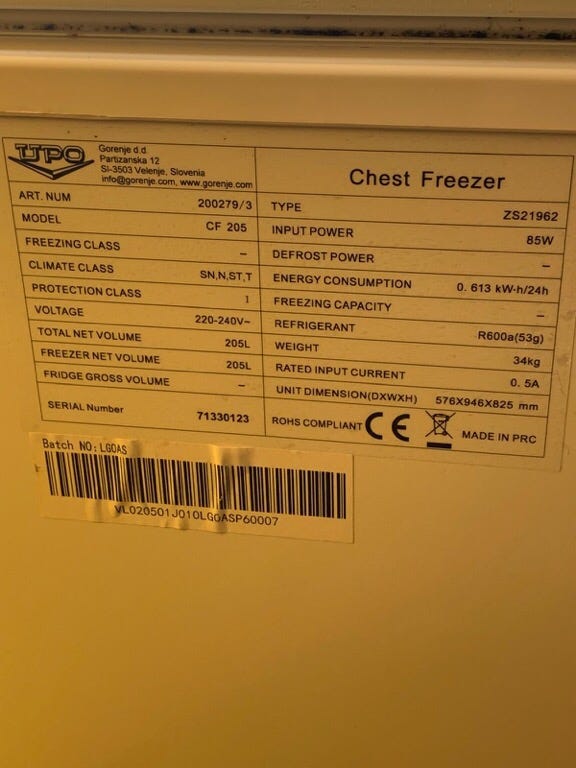 UPO
Gorenje d.d.
Partizanska 12
SI-3503 Velenje, Slovenia
info@gorenje.com, www.gorenje.com
ART. NUM 200279/3
MODEL CF 205
FREEZING CLASS –
CLIMATE CLASS SN,N,ST,T
PROTECTION CLASS I
VOLTAGE 220-240V~
TOTAL NET VOLUME 205L
FREEZER NET VOLUME 205L
FRIDGE GROSS VOLUME –
SERIAL Number 71330123
Chest Freezer
TYPE ZS21962
INPUT POWER 85W
DEFROST POWER –
ENERGY CONSUMPTION 0. 613 kW·h/24h
FREEZING CAPACITY –
REFRIGERANT R600a(53g)
WEIGHT 34kg
RATED INPUT CURRENT 0. 5A
UNIT DIMENSION(DXWXH) 576X946X825 mm
ROHS COMPLIANT CE MADE IN PRC
Batch NO: LG0AS
VL020501J010LG0ASP60007